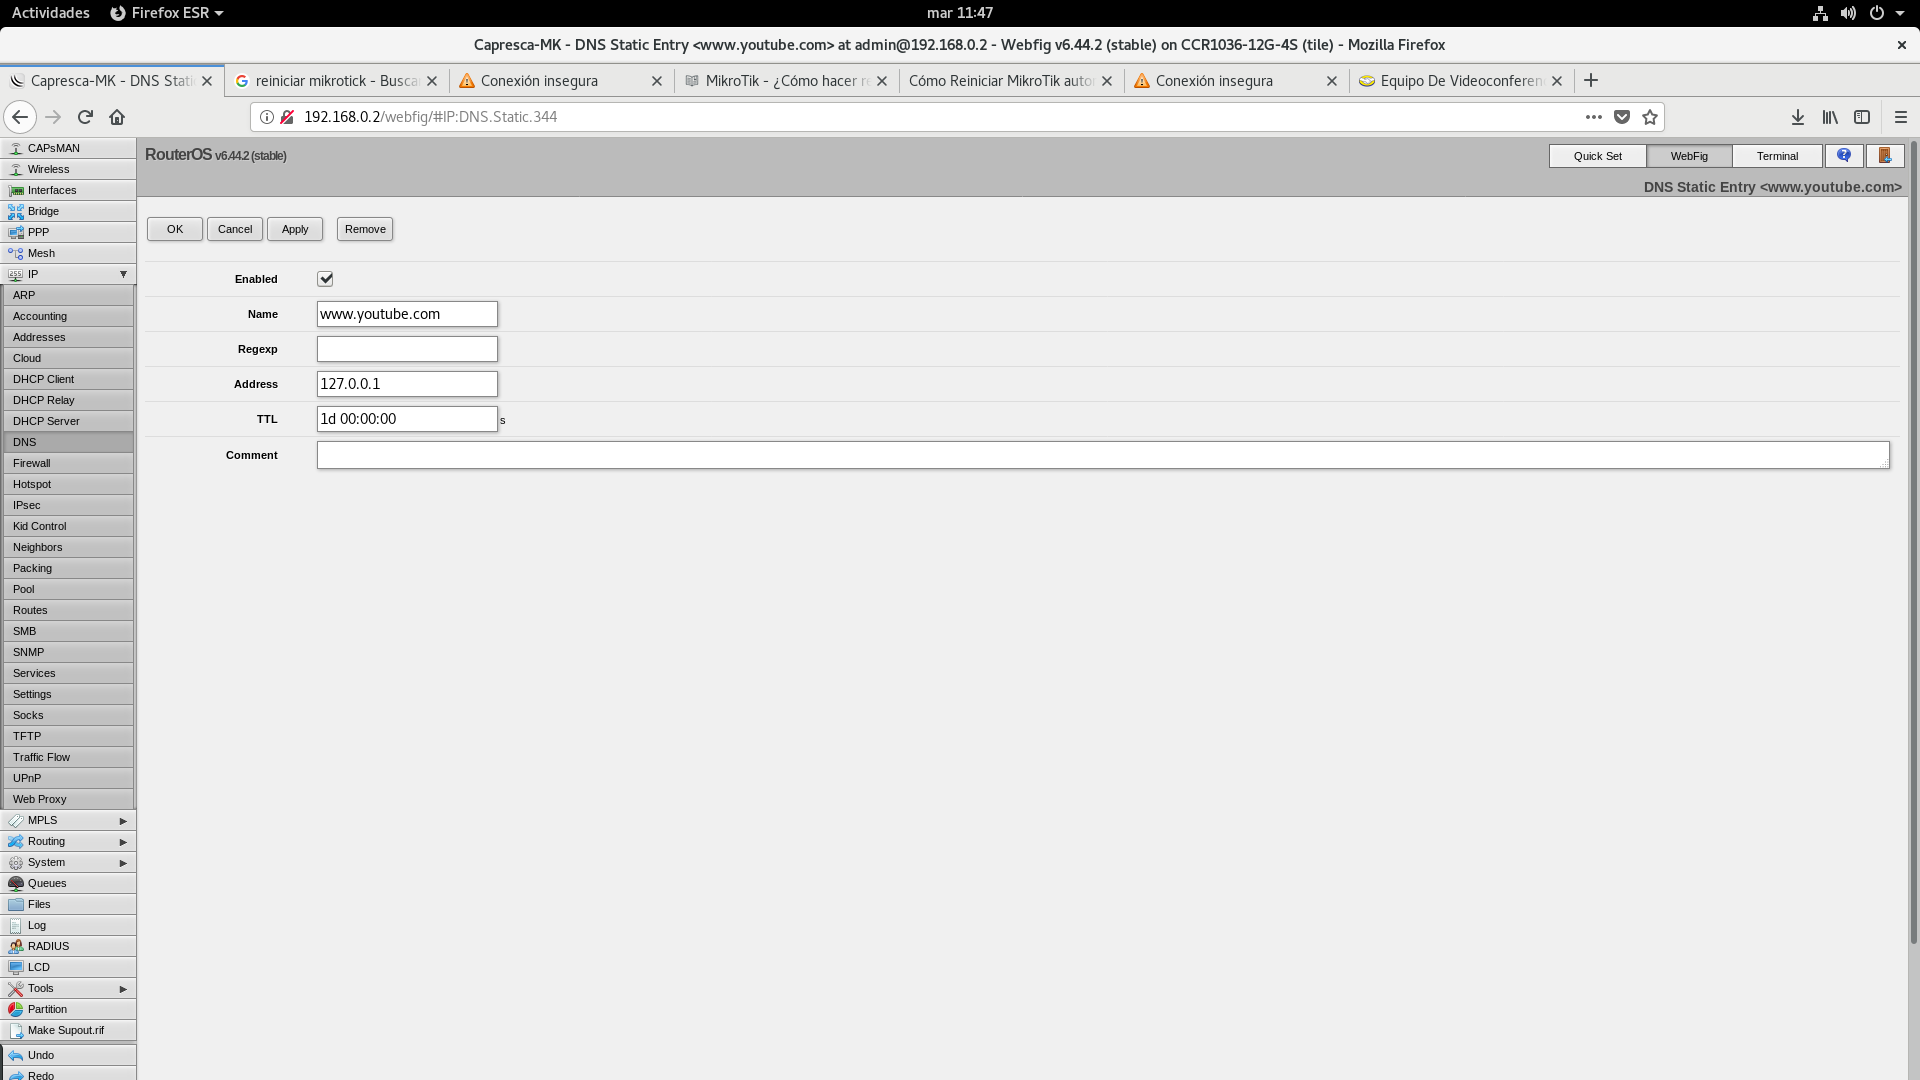 Actividades
Firefox ESR
mar 11:47
Capresca-MK - DNS Static Entry <www.youtube.com> at admin@192.168.0.2 - Webfig v6.44.2 (stable) on CCR1036-12G-4S (tile) - Mozilla Firefox
Capresca-MK - DNS Stati
reiniciar mikrotick - Busca
Conexión insegura
MikroTik - ¿Cómo hacer re
Cómo Reiniciar MikroTik auto
Conexión insegura
Equipo De Videoconferen
192.168.0.2/webfig/#IP:DNS.Static.344
RouterOS v6.44.2 (stable)
Quick Set
WebFig
Terminal
DNS Static Entry <www.youtube.com>
CAPsMAN
Wireless
Interfaces
Bridge
PPP
Mesh
IP
ARP
Accounting
Addresses
Cloud
DHCP Client
DHCP Relay
DHCP Server
DNS
Firewall
Hotspot
IPsec
Kid Control
Neighbors
Packing
Pool
Routes
SMB
SNMP
Services
Settings
Socks
TFTP
Traffic Flow
UPnP
Web Proxy
MPLS
Routing
System
Queues
Files
Log
RADIUS
LCD
Tools
Partition
Make Supout.rif
Undo
Redo
OK
Cancel
Apply
Remove
Enabled
Name www.youtube.com
Regexp
Address 127.0.0.1
TTL 1d 00:00:00 s
Comment